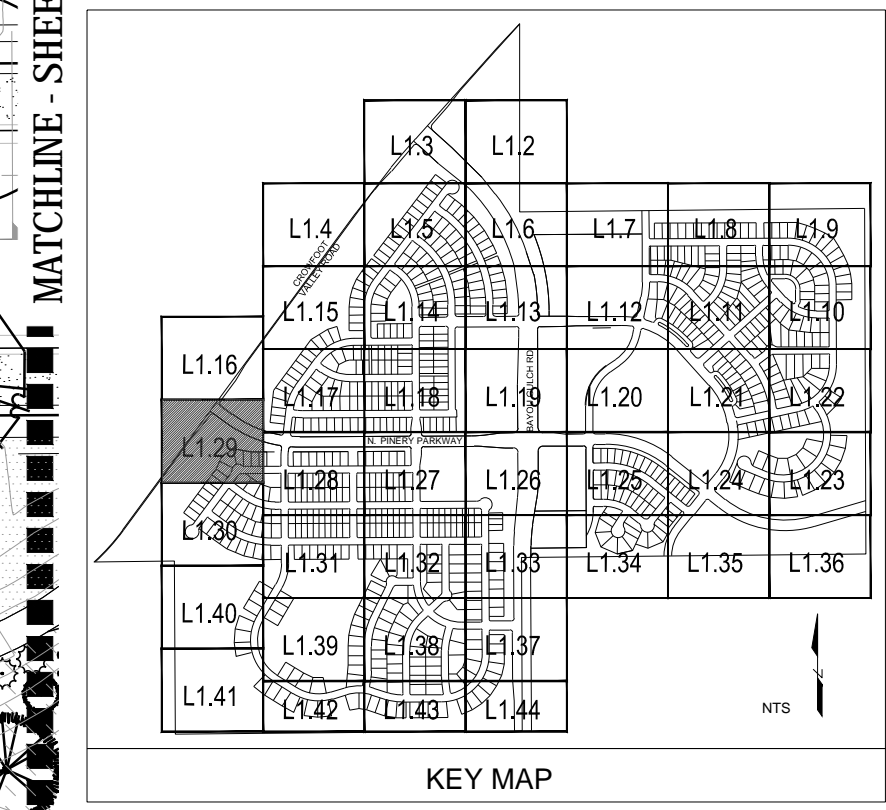 MATCHLINE - SHEE
L1.3 L1.2
L1.4 L1.5 L1.6 L1.7 L1.8 L1.9
CROWFOOT
VALLEY ROAD
L1.15 L1.14 L1.13 L1.12 L1.11 L1.10
L1.16
L1.17 L1.18 L1.19 L1.20 L1.21 L1.22
BAYOU GULCH RD
N. PINERY PARKWAY
L1.29
L1.28 L1.27 L1.26 L1.25 L1.24 L1.23
L1.30
L1.31 L1.32 L1.33 L1.34 L1.35 L1.36
L1.40
L1.39 L1.38 L1.37
L1.41
L1.42 L1.43 L1.44
NTS
Z
KEY MAP